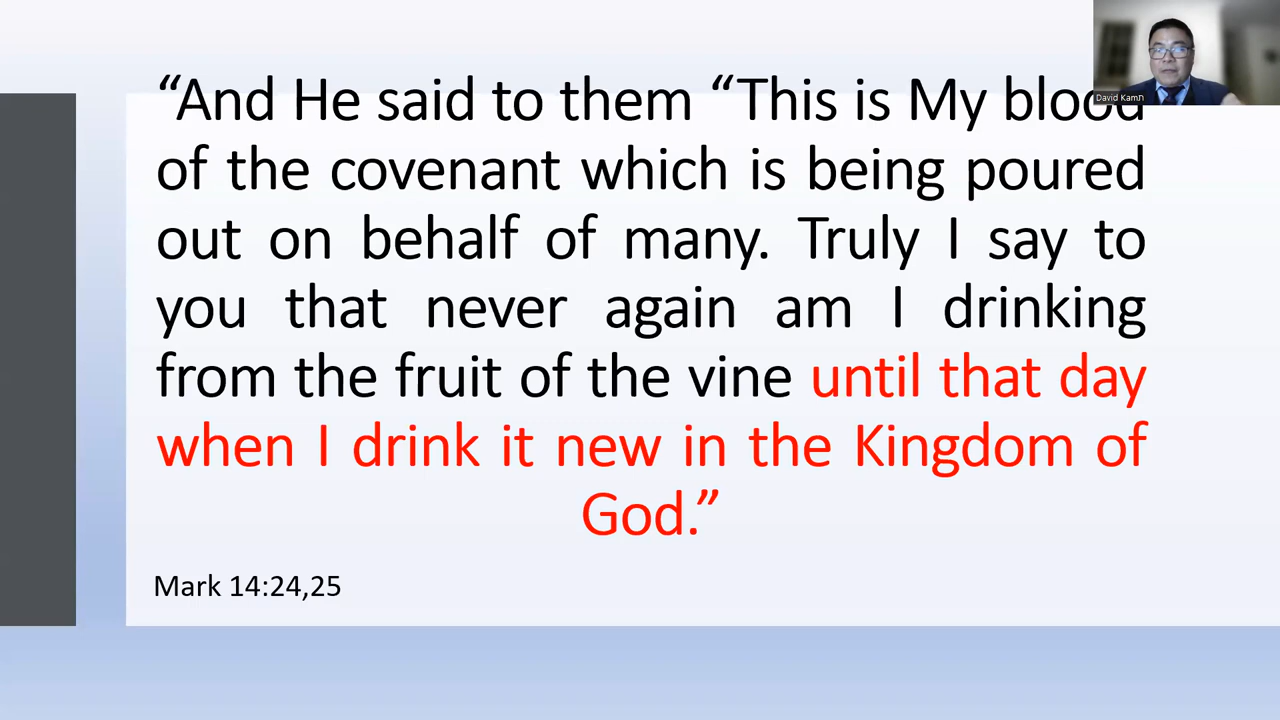 “And He said to them “This is My blood
of the covenant which is being poured
out on behalf of many. Truly I say to
you that never again am I drinking
from the fruit of the vine until that day
when I drink it new in the Kingdom of
God.”
Mark 14:24,25
David Kamח